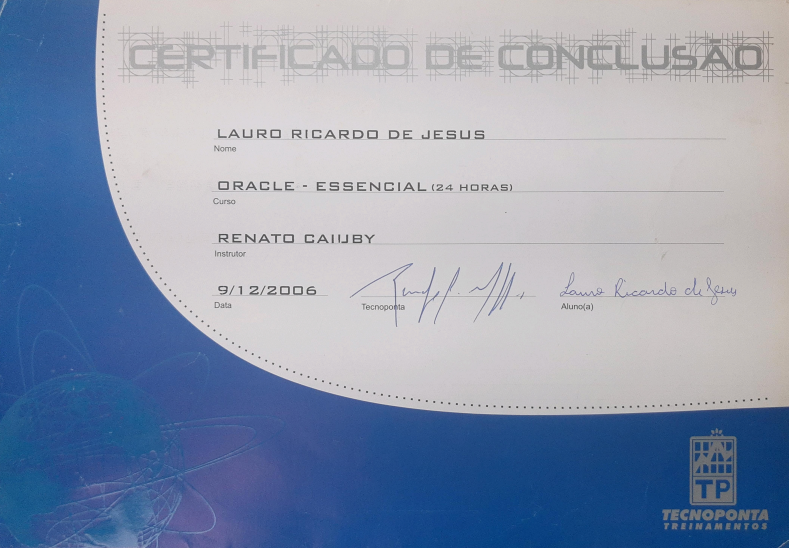 CERTIFICADO DE CONCLUSÃO
LAURO RICARDO DE JESUS
Nome
ORACLE - ESSENCIAL (24 HORAS)
Curso
RENATO CAIUBY
Instrutor
9/12/2006
Data
Tecnoponta
Lauro Ricardo de Jesus
Aluno(a)
TP
TECNOPONTA
TREINAMENTOS